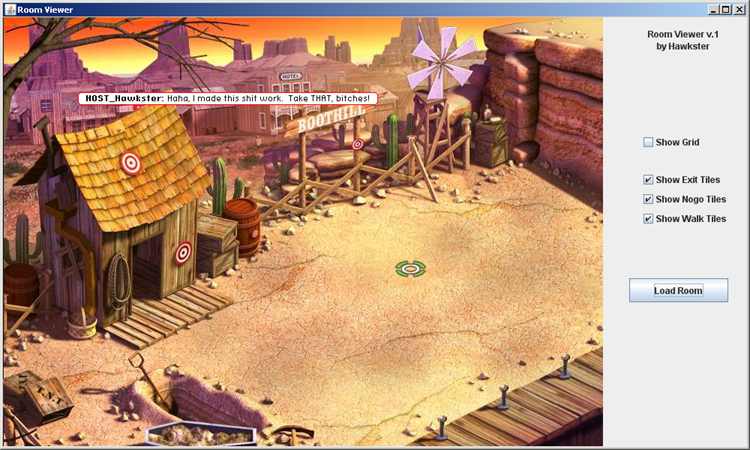 Room Viewer
Room Viewer v.1
by Hawkster
HOTEL
HOST_Hawkster: Haha, I made this shit work. Take THAT, bitches!
BOOTHILL
Show Grid
Show Exit Tiles
Show Nogo Tiles
Show Walk Tiles
Load Room
T.N.T